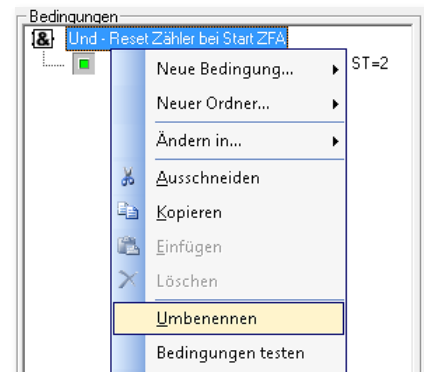 Bedingungen
& Und - Reset Zähler bei Start ZFA
ST=2
Neue Bedingung...
Neuer Ordner...
Ändern in...
Ausschneiden
Kopieren
Einfügen
Löschen
Umbenennen
Bedingungen testen